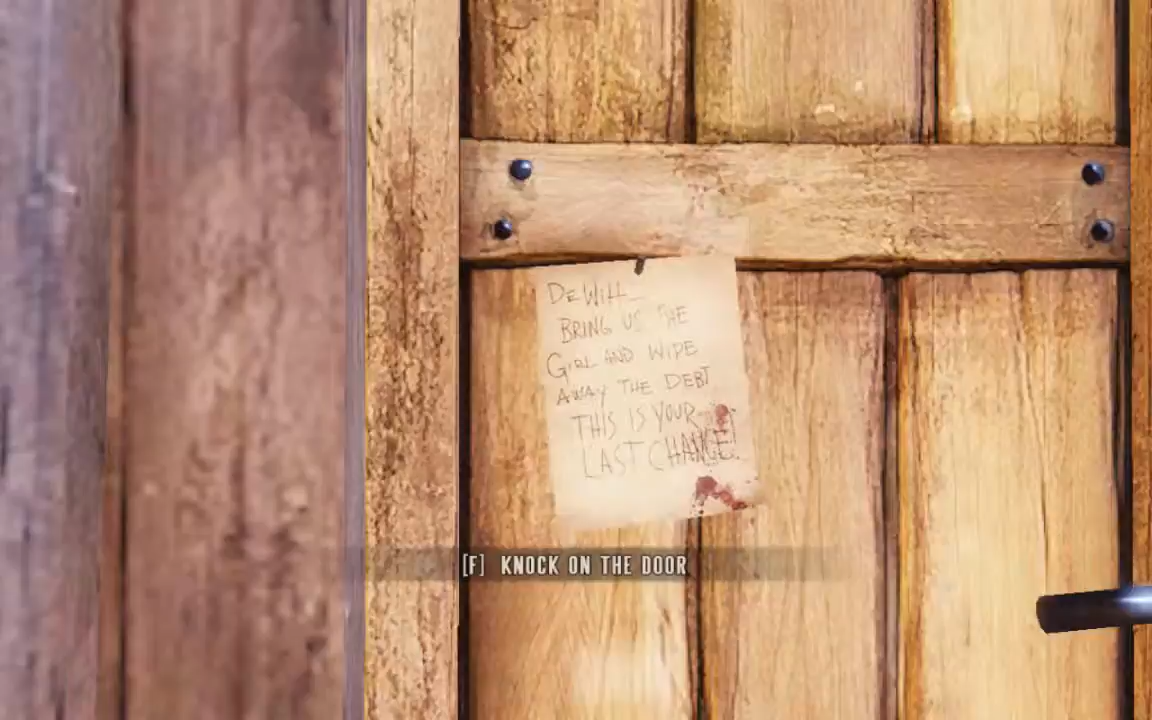 DEWITT—
BRING US THE
GIRL AND WIPE
AWAY THE DEBT
THIS IS YOUR
LAST CHANCE!
[F] KNOCK ON THE DOOR